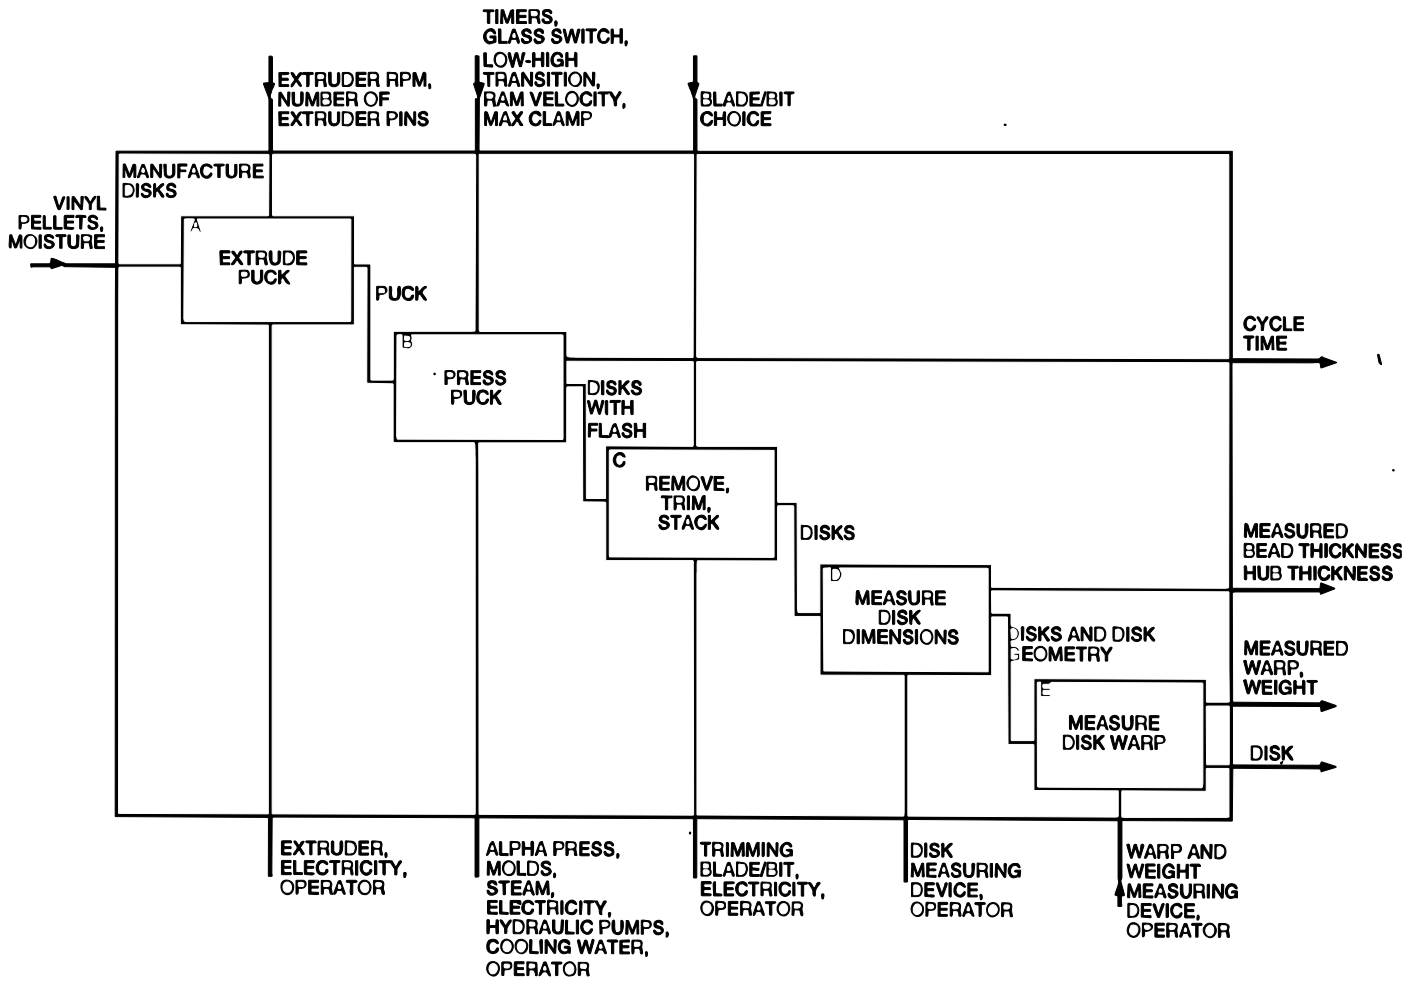 TIMERS,
GLASS SWITCH,
LOW-HIGH
TRANSITION,
RAM VELOCITY,
MAX CLAMP
EXTRUDER RPM,
NUMBER OF
EXTRUDER PINS
BLADE/BIT
CHOICE
MANUFACTURE
DISKS
VINYL
PELLETS,
MOISTURE
A
EXTRUDE
PUCK
PUCK
B
PRESS
PUCK
CYCLE
TIME
DISKS
WITH
FLASH
C
REMOVE,
TRIM,
STACK
DISKS
MEASURED
BEAD THICKNESS
HUB THICKNESS
D
MEASURE
DISK
DIMENSIONS
DISKS AND DISK
GEOMETRY
MEASURED
WARP,
WEIGHT
E
MEASURE
DISK WARP
DISK
EXTRUDER,
ELECTRICITY,
OPERATOR
ALPHA PRESS,
MOLDS,
STEAM,
ELECTRICITY,
HYDRAULIC PUMPS,
COOLING WATER,
OPERATOR
TRIMMING
BLADE/BIT,
ELECTRICITY,
OPERATOR
DISK
MEASURING
DEVICE,
OPERATOR
WARP AND
WEIGHT
MEASURING
DEVICE,
OPERATOR